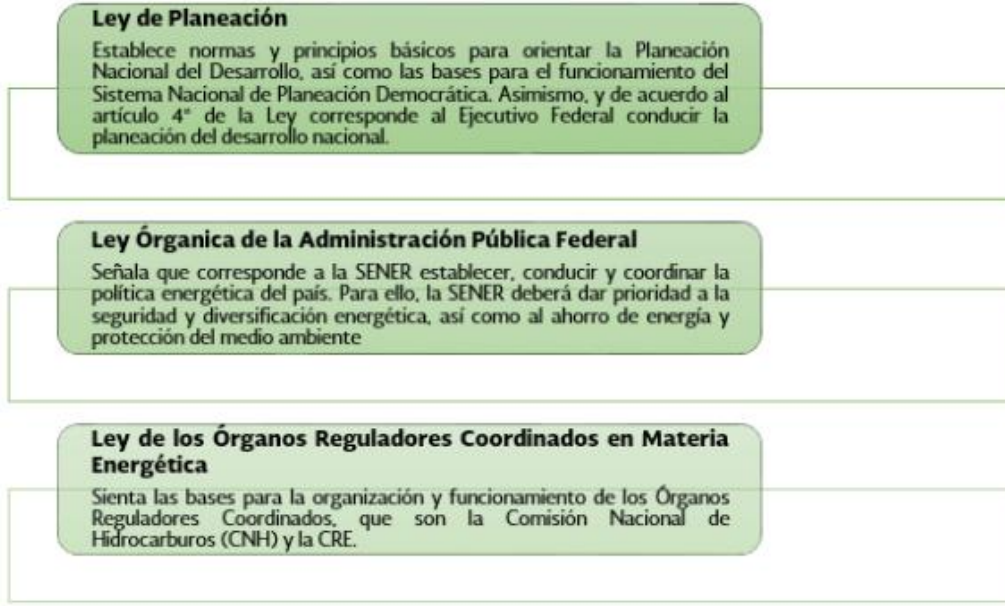 Ley de Planeación
Establece normas y principios básicos para orientar la Planeación
Nacional del Desarrollo, así como las bases para el funcionamiento del
Sistema Nacional de Planeación Democrática. Asimismo, y de acuerdo al
artículo 4° de la Ley corresponde al Ejecutivo Federal conducir la
planeación del desarrollo nacional.
Ley Órganica de la Administración Pública Federal
Señala que corresponde a la SENER establecer, conducir y coordinar la
política energética del país. Para ello, la SENER deberá dar prioridad a la
seguridad y diversificación energética, así como al ahorro de energía y
protección del medio ambiente
Ley de los Órganos Reguladores Coordinados en Materia
Energética
Sienta las bases para la organización y funcionamiento de los Órganos
Reguladores Coordinados, que son la Comisión Nacional de
Hidrocarburos (CNH) y la CRE.